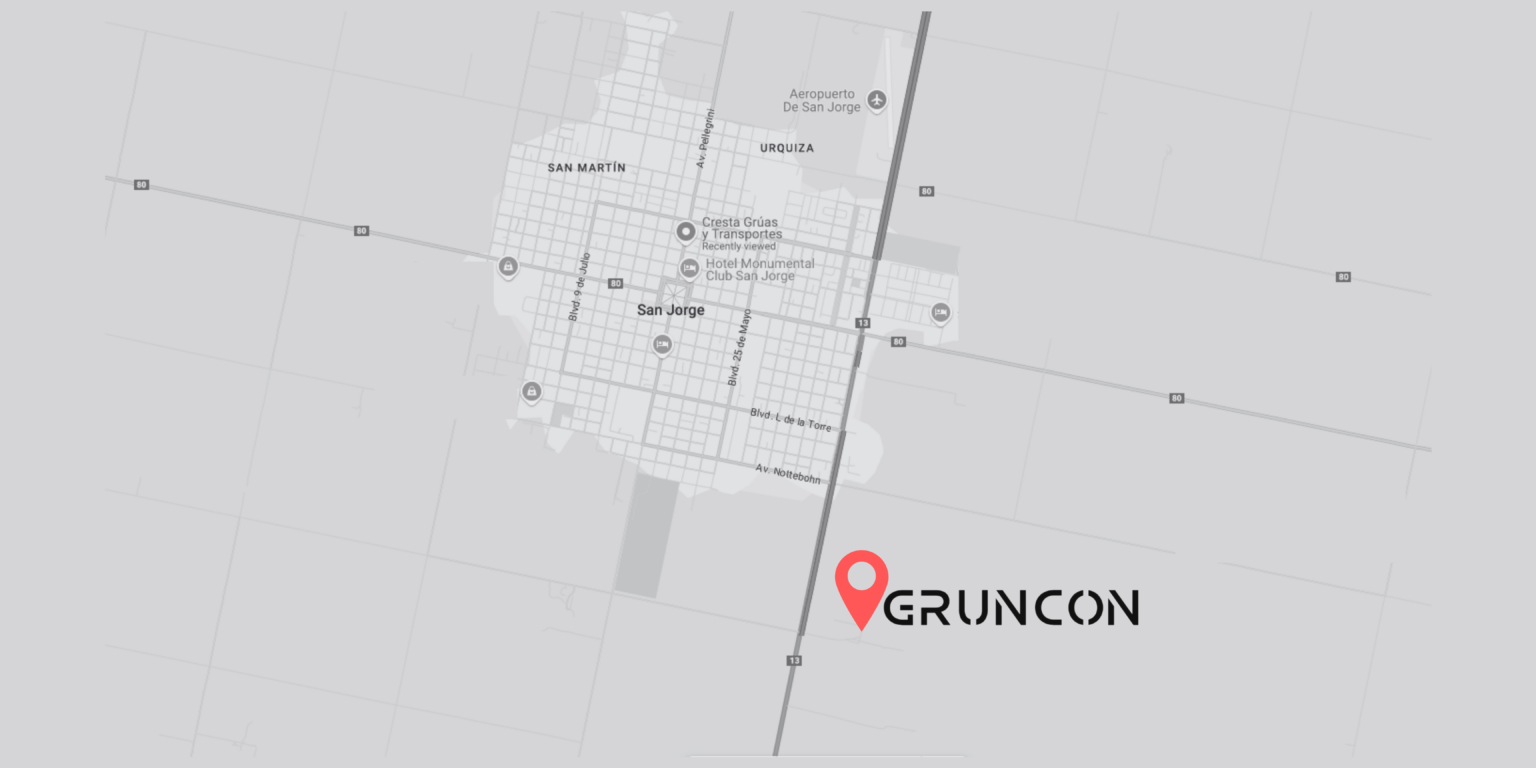 Aeropuerto
De San Jorge
Av. Pellegrini
URQUIZA
SAN MARTÍN
80
80
80
Cresta Grúas
y Transportes
Recently viewed
Hotel Monumental
Club San Jorge
Blvd. 9 de Julio
80
80
San Jorge
13
80
Blvd. 25 de Mayo
80
Blvd. L de la Torre
Av. Nottebohn
GRUNCON
13